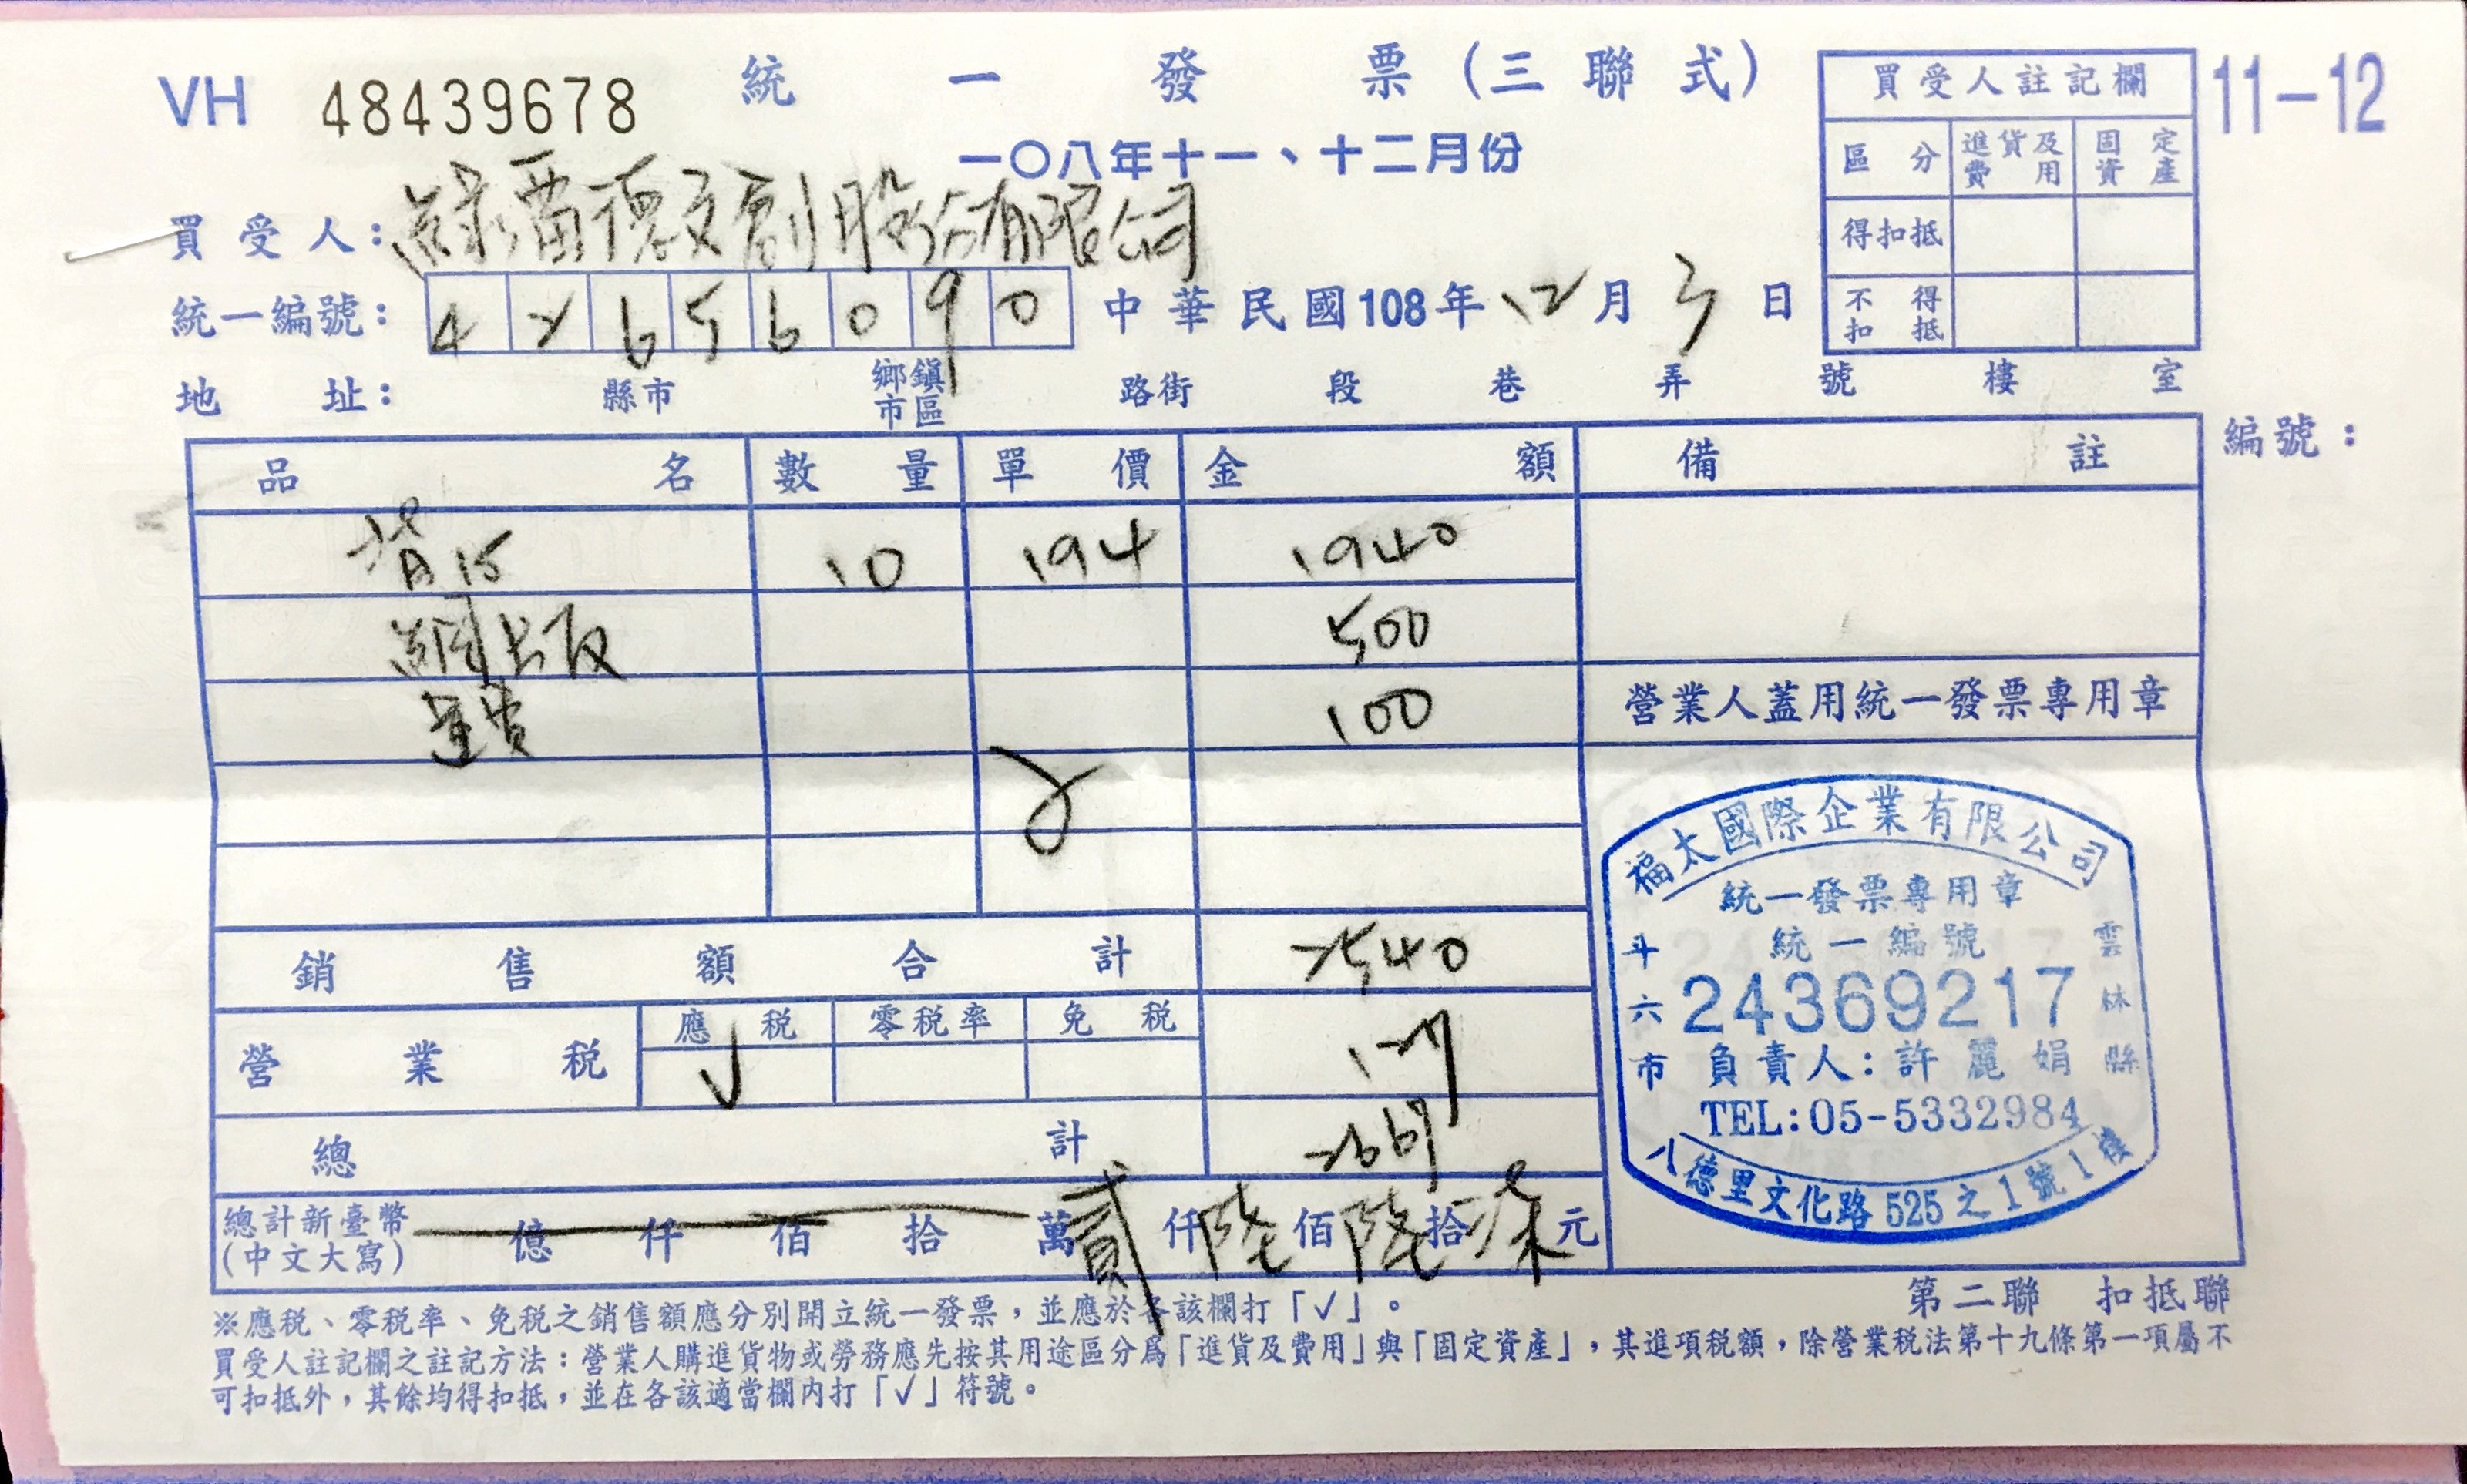 VH 48439678 統一發票（三聯式） 11-12
一〇八年十一、十二月份
買受人註記欄
區分 進貨及費用 固定資產
得扣抵
不得扣抵
買受人：綠雷德文創股份有限公司
統一編號：42656090 中華民國108年12月3日
地址： 縣市 鄉鎮市區 路街 段 巷 弄 號 樓 室
編號：
品名 數量 單價 金額 備註
背心 10 194 1940
網版 500
運費 100
營業人蓋用統一發票專用章
銷售額合計 2540
營業稅 應稅 零稅率 免稅 127
✓
總計 2667
總計新臺幣（中文大寫） 億 仟 佰 拾 萬 貳仟陸佰陸拾柒元
福太國際企業有限公司
統一發票專用章
統一編號
24369217
負責人：許麗娟
TEL:05-5332984
雲林縣
斗六市
八德里文化路525之1號1樓
第二聯 扣抵聯
※應稅、零稅率、免稅之銷售額應分別開立統一發票，並應於各該欄打「✓」。
買受人註記欄之註記方法：營業人購進貨物或勞務應先按其用途區分爲「進貨及費用」與「固定資產」，其進項稅額，除營業稅法第十九條第一項屬不
可扣抵外，其餘均得扣抵，並在各該適當欄內打「✓」符號。